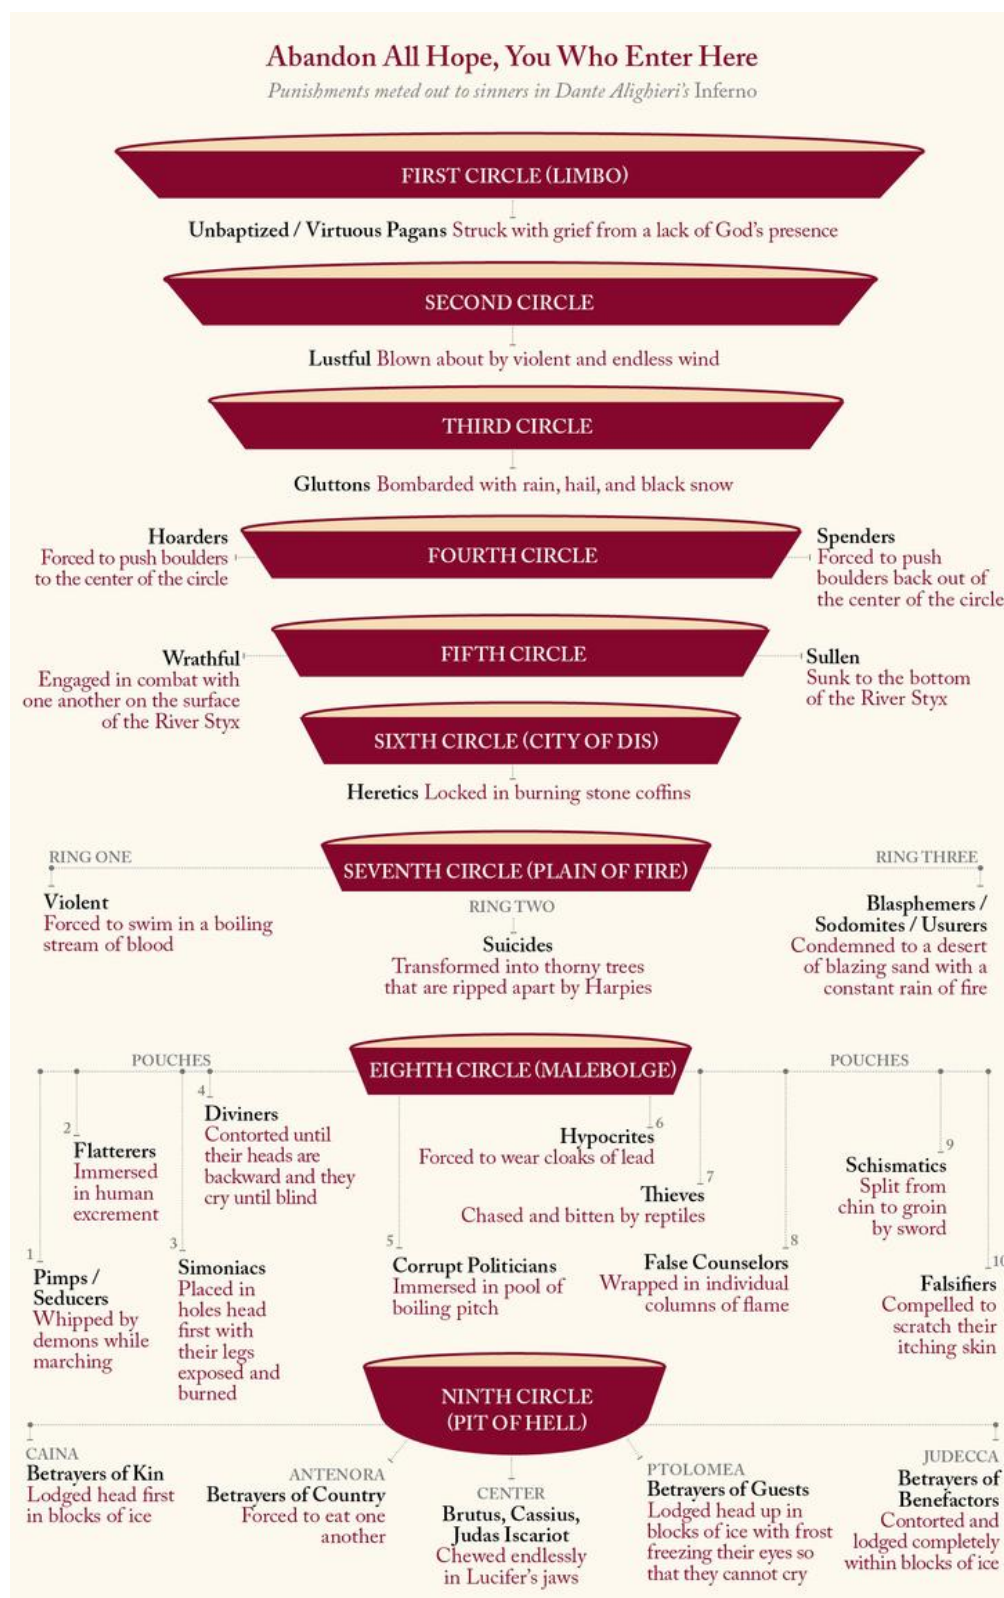 Abandon All Hope, You Who Enter Here
Punishments meted out to sinners in Dante Alighieri's Inferno
FIRST CIRCLE (LIMBO)
Unbaptized / Virtuous Pagans Struck with grief from a lack of God's presence
SECOND CIRCLE
Lustful Blown about by violent and endless wind
THIRD CIRCLE
Gluttons Bombarded with rain, hail, and black snow
FOURTH CIRCLE
Hoarders
Forced to push boulders
to the center of the circle
Spenders
Forced to push
boulders back out of
the center of the circle
FIFTH CIRCLE
Wrathful
Engaged in combat with
one another on the surface
of the River Styx
Sullen
Sunk to the bottom
of the River Styx
SIXTH CIRCLE (CITY OF DIS)
Heretics Locked in burning stone coffins
SEVENTH CIRCLE (PLAIN OF FIRE)
RING ONE
Violent
Forced to swim in a boiling
stream of blood
RING TWO
Suicides
Transformed into thorny trees
that are ripped apart by Harpies
RING THREE
Blasphemers /
Sodomites / Usurers
Condemned to a desert
of blazing sand with a
constant rain of fire
EIGHTH CIRCLE (MALEBOLGE)
POUCHES
POUCHES
1
Pimps /
Seducers
Whipped by
demons while
marching
2
Flatterers
Immersed
in human
excrement
3
Simoniacs
Placed in
holes head
first with
their legs
exposed and
burned
4
Diviners
Contorted until
their heads are
backward and they
cry until blind
5
Corrupt Politicians
Immersed in pool of
boiling pitch
6
Hypocrites
Forced to wear cloaks of lead
7
Thieves
Chased and bitten by reptiles
8
False Counselors
Wrapped in individual
columns of flame
9
Schismatics
Split from
chin to groin
by sword
10
Falsifiers
Compelled to
scratch their
itching skin
NINTH CIRCLE
(PIT OF HELL)
CAINA
Betrayers of Kin
Lodged head first
in blocks of ice
ANTENORA
Betrayers of Country
Forced to eat one
another
CENTER
Brutus, Cassius,
Judas Iscariot
Chewed endlessly
in Lucifer's jaws
PTOLOMEA
Betrayers of Guests
Lodged head up in
blocks of ice with frost
freezing their eyes so
that they cannot cry
JUDECCA
Betrayers of
Benefactors
Contorted and
lodged completely
within blocks of ice